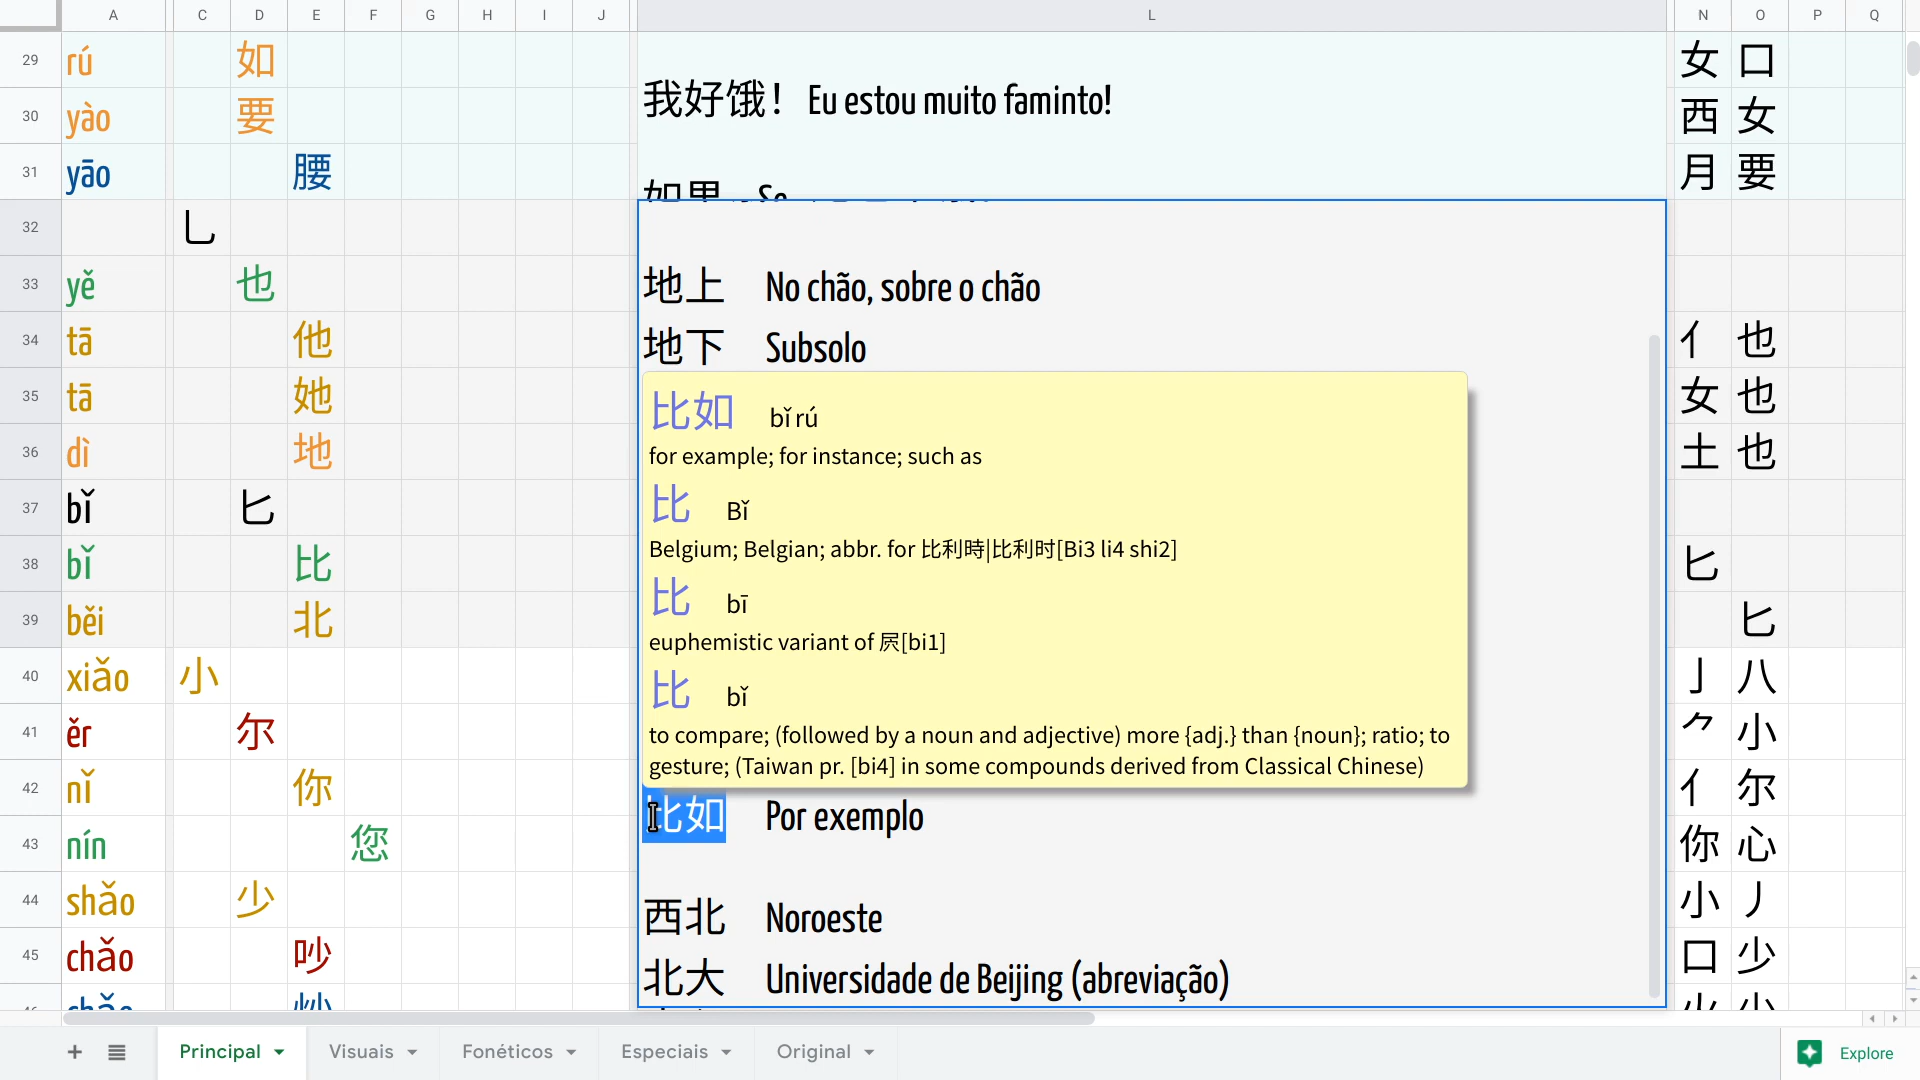 A C D E F G H I J L N O P Q
29 rú 如 女 口
30 yào 要 西 女
31 yāo 腰 月 要
32 乚
33 yě 也
34 tā 他 亻 也
35 tā 她 女 也
36 dì 地 土 也
37 bǐ 匕
38 bǐ 比 匕
39 běi 北 匕
40 xiǎo 小 亅 八
41 ěr 尔 ⺈ 小
42 nǐ 你 亻 尔
43 nín 您 你 心
44 shǎo 少 小 丿
45 chǎo 吵 口 少
我好饿! Eu estou muito faminto!
如果 Se
地上 No chão, sobre o chão
地下 Subsolo
比如 bǐ rú
for example; for instance; such as
比 Bǐ
Belgium; Belgian; abbr. for 比利時|比利时[Bi3 li4 shi2]
比 bī
euphemistic variant of 屄[bi1]
比 bǐ
to compare; (followed by a noun and adjective) more {adj.} than {noun}; ratio; to
gesture; (Taiwan pr. [bi4] in some compounds derived from Classical Chinese)
比如 Por exemplo
西北 Noroeste
北大 Universidade de Beijing (abreviação)
Principal Visuais Fonéticos Especiais Original Explore